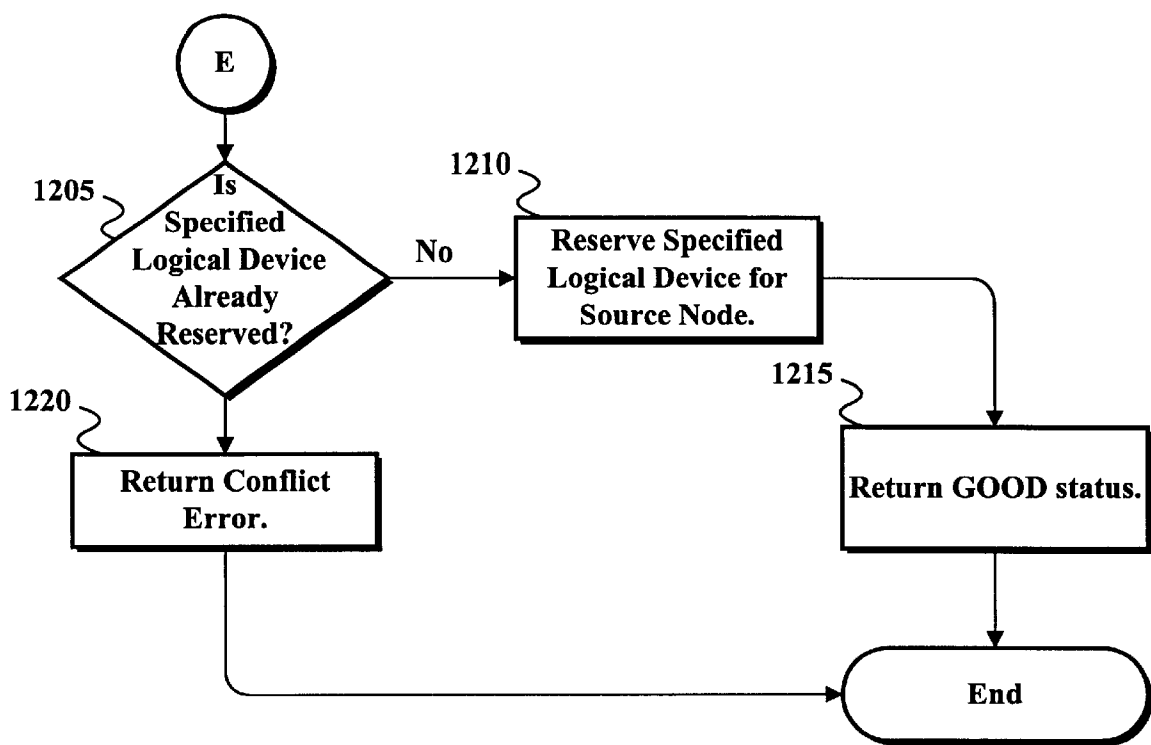 E
1205
Is
Specified
Logical Device
Already
Reserved?
No
1210
Reserve Specified
Logical Device for
Source Node.
1215
Return GOOD status.
1220
Return Conflict
Error.
End